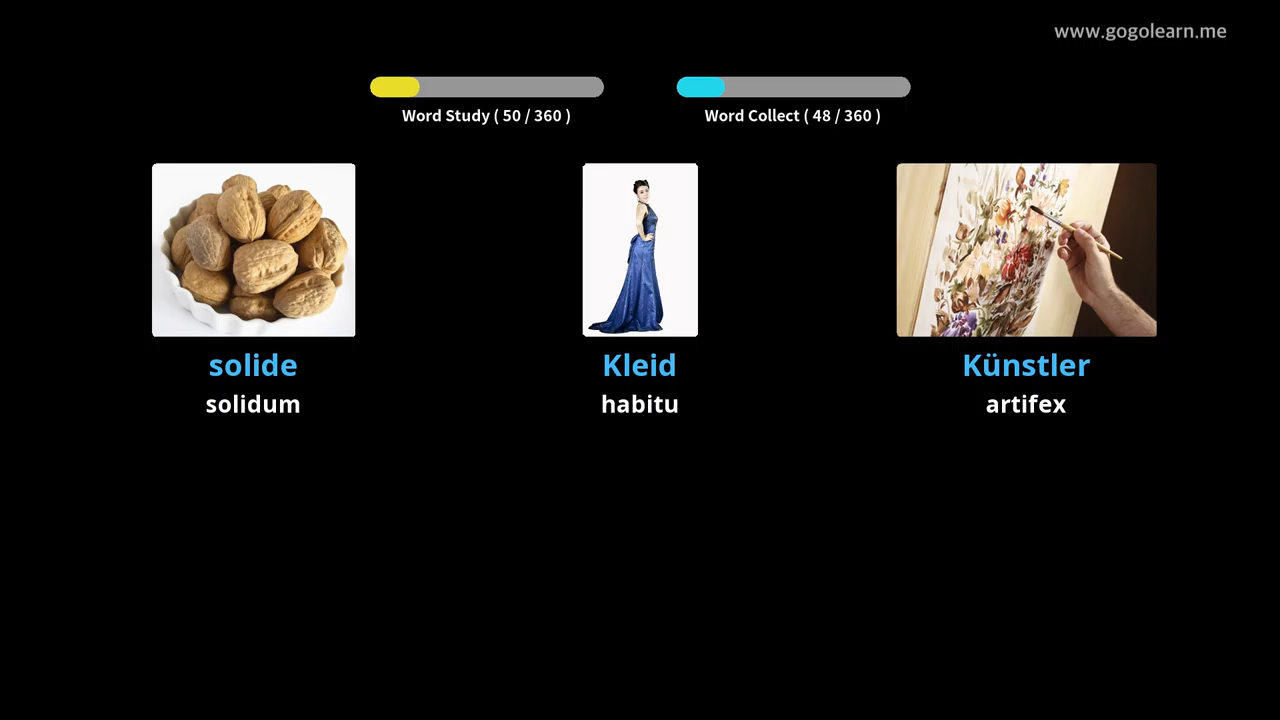 www.gogolearn.me
Word Study ( 50 / 360 )
Word Collect ( 48 / 360 )
solide
solidum
Kleid
habitu
Künstler
artifex